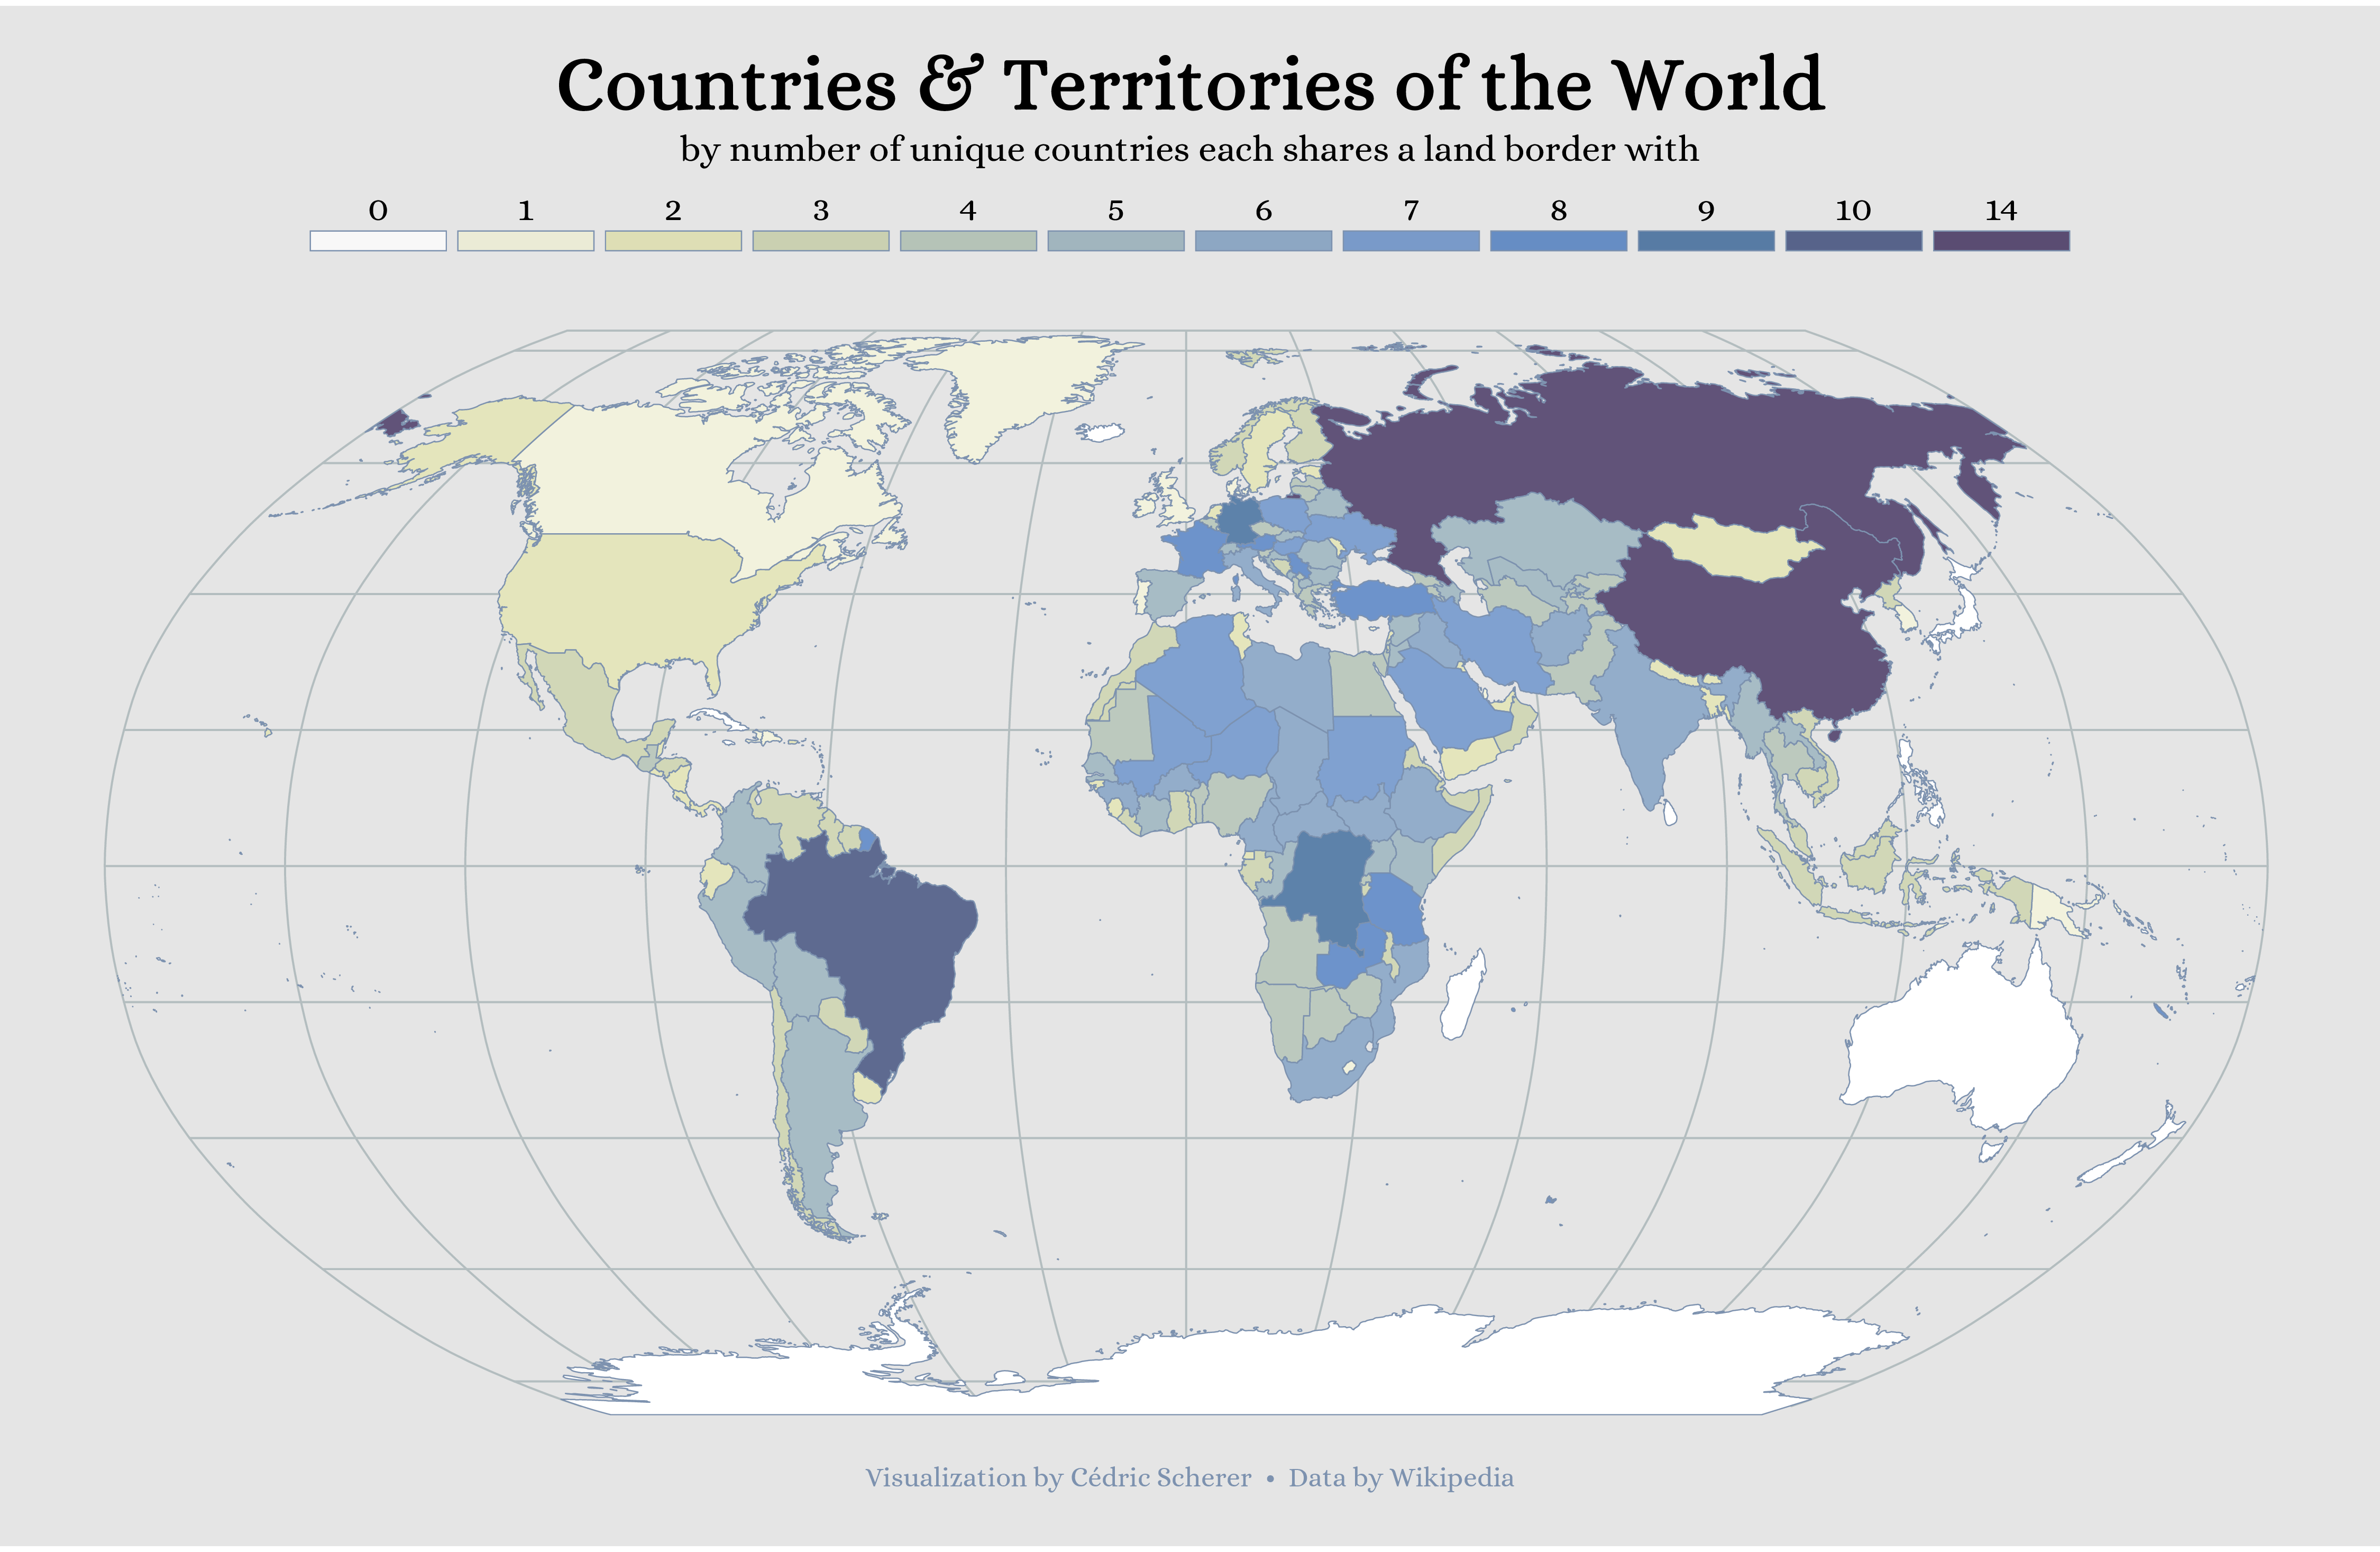 Countries & Territories of the World
by number of unique countries each shares a land border with
0 1 2 3 4 5 6 7 8 9 10 14
Visualization by Cédric Scherer • Data by Wikipedia